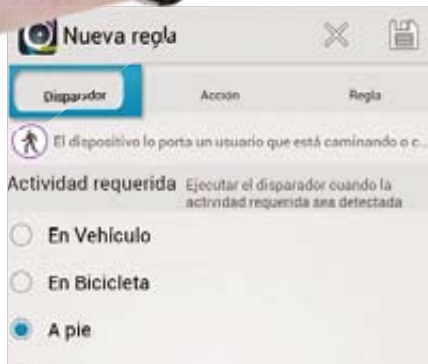 Nueva regla
Disparador Acción Regla
El dispositivo lo porta un usuario que está caminando o c...
Actividad requerida Ejecutar el disparador cuando la
actividad requerida sea detectada
En Vehículo
En Bicicleta
A pie